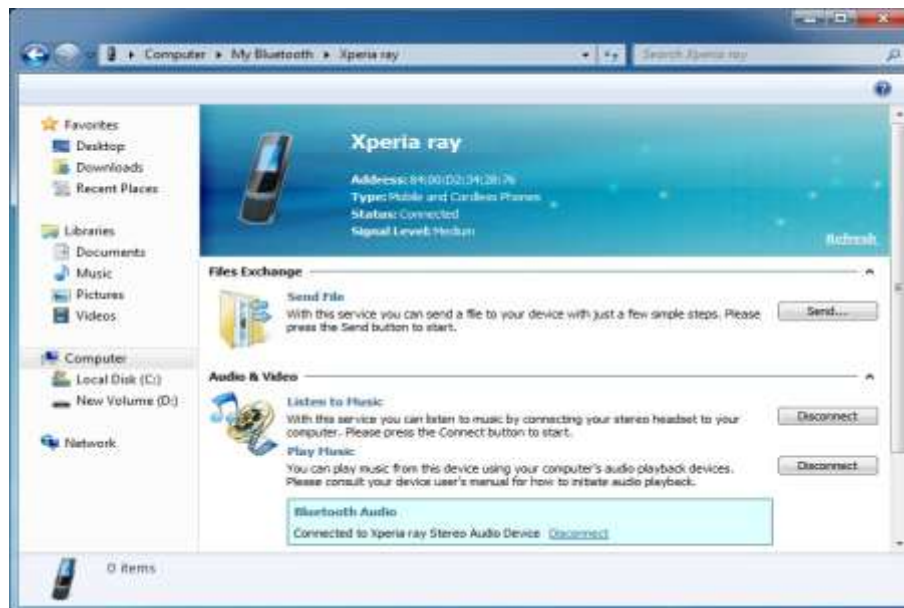 Computer ▸ My Bluetooth ▸ Xperia ray
Search Xperia ray
Favorites
Desktop
Downloads
Recent Places
Libraries
Documents
Music
Pictures
Videos
Computer
Local Disk (C:)
New Volume (D:)
Network
Xperia ray
Address: 84:00:D2:34:28:76
Type: Mobile and Cordless Phones
Status: Connected
Signal Level: Medium
Refresh
Files Exchange
Send File
With this service you can send a file to your device with just a few simple steps. Please
press the Send button to start.
Send...
Audio & Video
Listen to Music
With this service you can listen to music by connecting your stereo headset to your
computer. Please press the Connect button to start.
Disconnect
Play Music
You can play music from this device using your computer's audio playback devices.
Please consult your device user's manual for how to initiate audio playback.
Disconnect
Bluetooth Audio
Connected to Xperia ray Stereo Audio Device Disconnect
0 items